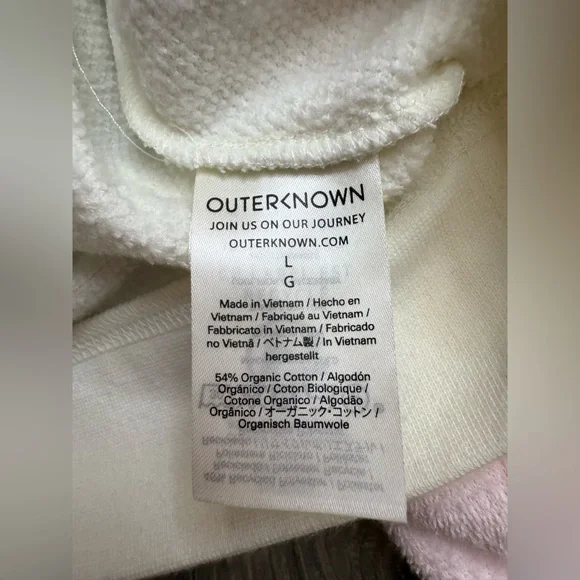 OUTERKNOWN
JOIN US ON OUR JOURNEY
OUTERKNOWN.COM
L
G
Made in Vietnam / Hecho en
Vietnam / Fabriqué au Vietnam /
Fabbricato in Vietnam / Fabricado
no Vietnã / ベトナム製 / In Vietnam
hergestellt
54% Organic Cotton / Algodón
Orgánico / Coton Biologique /
Cotone Organico / Algodão
Orgânico / オーガニック・コットン /
Organisch Baumwole